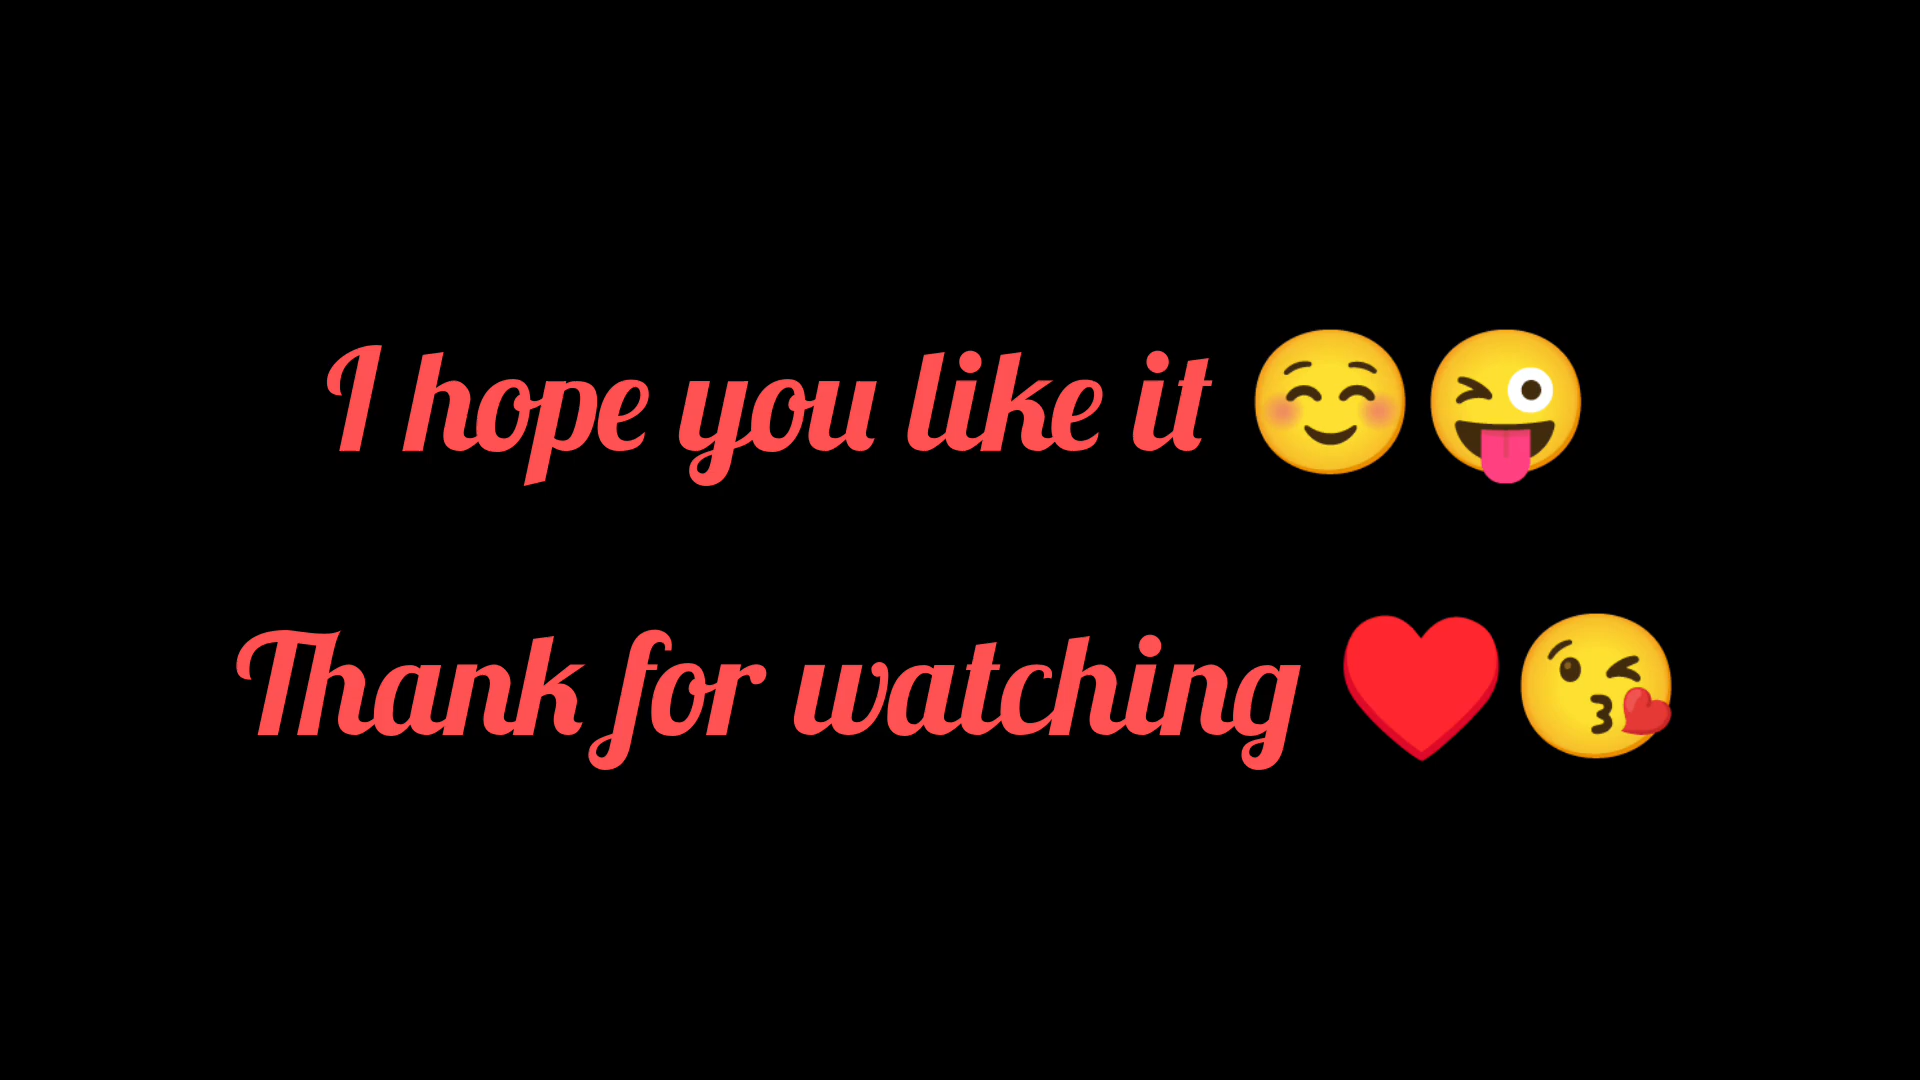 I hope you like it ☺️😜
Thank for watching ♥️😘